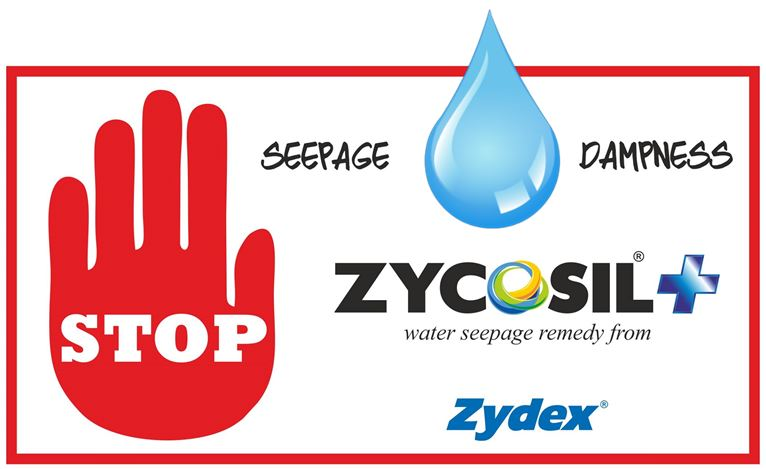 SEEPAGE DAMPNESS
STOP
ZYCOSIL®+
water seepage remedy from
Zydex®